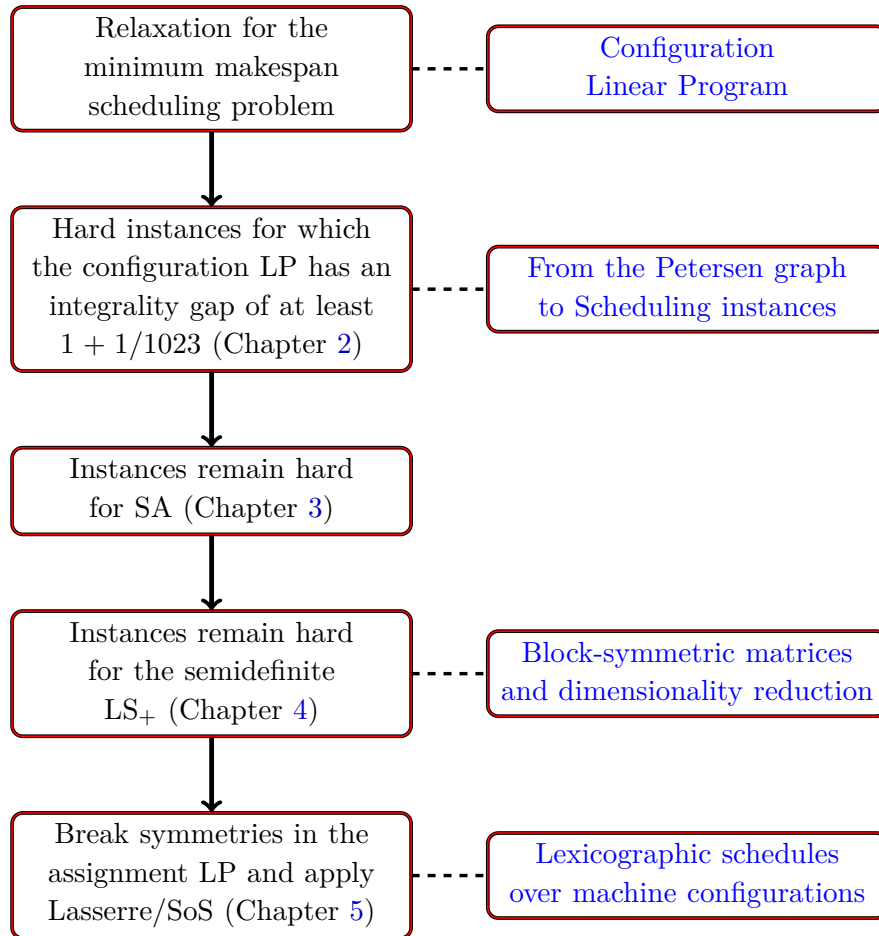 Relaxation for the
minimum makespan
scheduling problem
Configuration
Linear Program
Hard instances for which
the configuration LP has an
integrality gap of at least
1 + 1/1023 (Chapter 2)
From the Petersen graph
to Scheduling instances
Instances remain hard
for SA (Chapter 3)
Instances remain hard
for the semidefinite
LS₊ (Chapter 4)
Block-symmetric matrices
and dimensionality reduction
Break symmetries in the
assignment LP and apply
Lasserre/SoS (Chapter 5)
Lexicographic schedules
over machine configurations